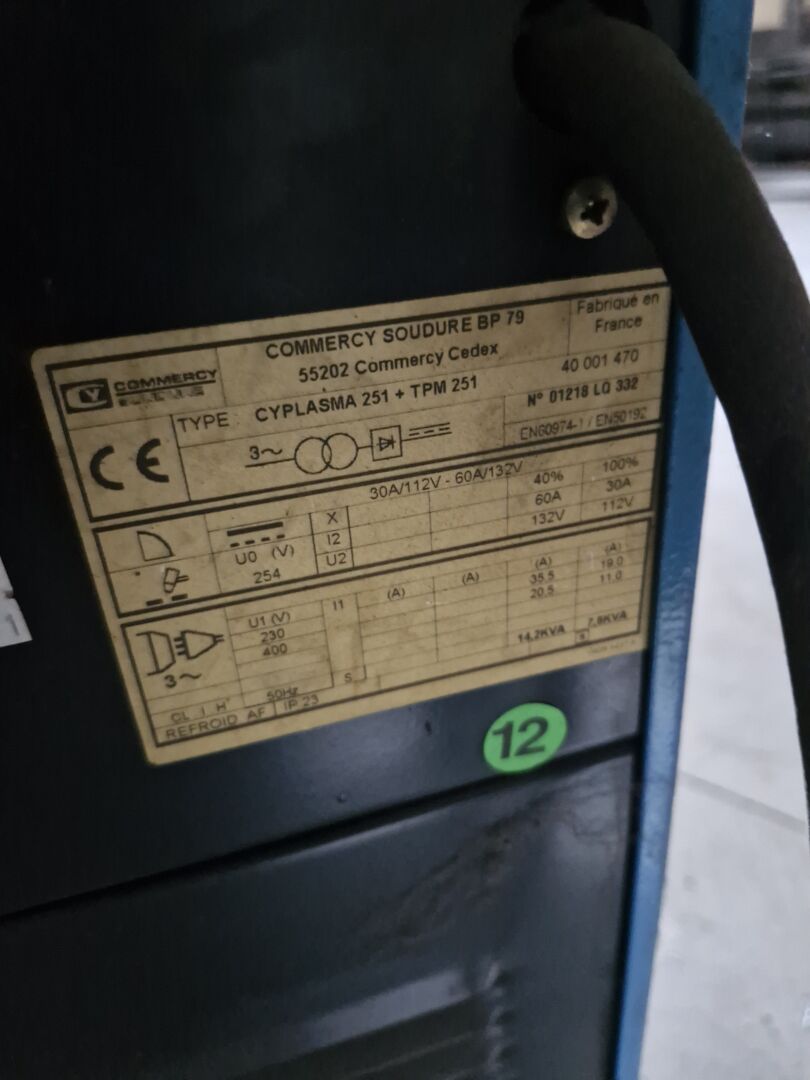 COMMERCY SOUDURE BP 79
55202 Commercy Cedex
Fabriqué en
France
CY COMMERCY
TYPE CYPLASMA 251 + TPM 251
40 001 470
N° 01218 LQ 332
EN60974-1 / EN50192
CE
3~
30A/112V - 60A/132V
X 40% 100%
I2 60A 30A
U2 132V 112V
U0 (V)
254
U1 (V) I1 (A) (A) (A) (A)
230 35.5 19.0
400 20.5 11.0
3~
S 14.2KVA 7.6KVA
50Hz
CL I H
REFROID AF IP 23
12
1